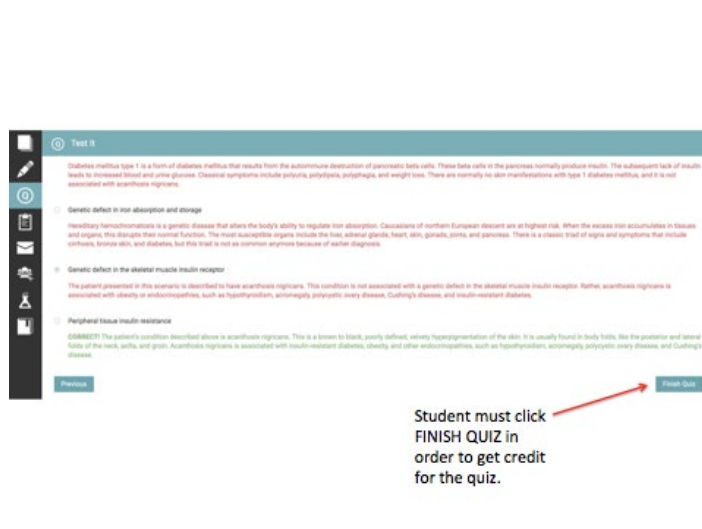 Test It
Diabetes mellitus type 1 is a form of diabetes mellitus that results from the autoimmune destruction of pancreatic beta cells. These beta cells in the pancreas normally produce insulin. The subsequent lack of insulin
leads to increased blood and urine glucose. Classical symptoms include polyuria, polydipsia, polyphagia, and weight loss. There are normally no skin manifestations with type 1 diabetes mellitus, and it is not
associated with acanthosis nigricans.
Genetic defect in iron absorption and storage
Hereditary hemochromatosis is a genetic disease that alters the body's ability to regulate iron absorption. Caucasians of northern European descent are at highest risk. When the excess iron accumulates in tissues
and organs, this disrupts their normal function. The most susceptible organs include the liver, adrenal glands, heart, skin, gonads, joints, and pancreas. There is a classic triad of signs and symptoms that include
cirrhosis, bronze skin, and diabetes, but this triad is not as common anymore because of earlier diagnosis.
Genetic defect in the skeletal muscle insulin receptor
The patient presented in this scenario is described to have acanthosis nigricans. This condition is not associated with a genetic defect in the skeletal muscle insulin receptor. Rather, acanthosis nigricans is
associated with obesity or endocrinopathies, such as hypothyroidism, acromegaly, polycystic ovary disease, Cushing's disease, and insulin-resistant diabetes.
Peripheral tissue insulin resistance
CORRECT! The patient's condition described above is acanthosis nigricans. This is a brown to black, poorly defined, velvety hyperpigmentation of the skin. It is usually found in body folds, like the posterior and lateral
folds of the neck, axilla, and groin. Acanthosis nigricans is associated with insulin-resistant diabetes, obesity, and other endocrinopathies, such as hypothyroidism, acromegaly, polycystic ovary disease, and Cushing's
disease.
Previous
Finish Quiz
Student must click
FINISH QUIZ in
order to get credit
for the quiz.